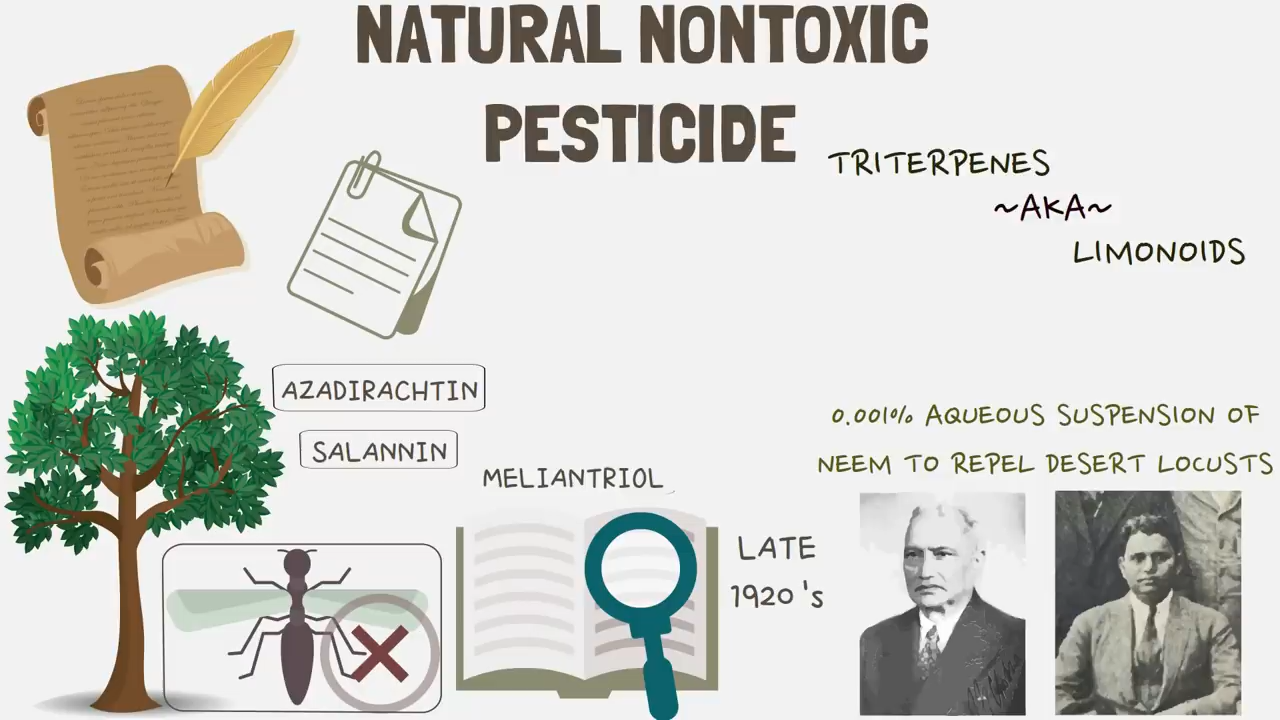 NATURAL NONTOXIC
PESTICIDE
TRITERPENES
~AKA~
LIMONOIDS
AZADIRACHTIN
SALANNIN
MELIANTRIOL
LATE
1920's
0.001% AQUEOUS SUSPENSION OF
NEEM TO REPEL DESERT LOCUSTS